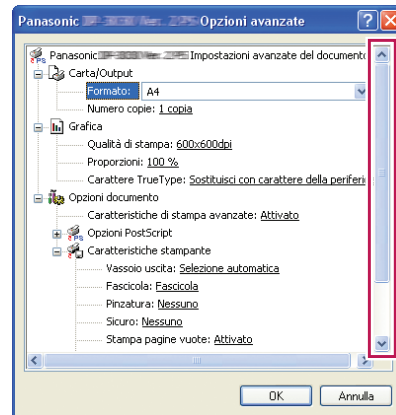 Panasonic Opzioni avanzate
Panasonic Impostazioni avanzate del documento
Carta/Output
Formato: A4
Numero copie: 1 copia
Grafica
Qualità di stampa: 600x600dpi
Proporzioni: 100 %
Carattere TrueType: Sostituisci con carattere della periferi
Opzioni documento
Caratteristiche di stampa avanzate: Attivato
Opzioni PostScript
Caratteristiche stampante
Vassoio uscita: Selezione automatica
Fascicola: Fascicola
Pinzatura: Nessuno
Sicuro: Nessuno
Stampa pagine vuote: Attivato
OK Annulla